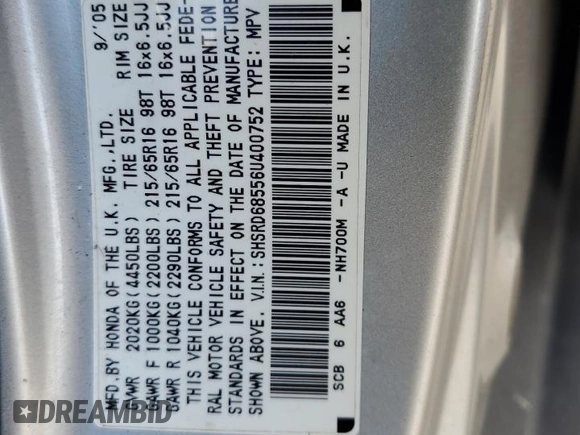 MFD.BY HONDA OF THE U.K. MFG.,LTD. 9/'05
GVWR 2020KG(4450LBS) TIRE SIZE RIM SIZE
GAWR F 1000KG(2200LBS) 215/65R16 98T 16x6.5JJ
GAWR R 1040KG(2290LBS) 215/65R16 98T 16x6.5JJ
THIS VEHICLE CONFORMS TO ALL APPLICABLE FEDE-
RAL MOTOR VEHICLE SAFETY AND THEFT PREVENTION
STANDARDS IN EFFECT ON THE DATE OF MANUFACTURE
SHOWN ABOVE. V.I.N.:SHSRD68556U400752 TYPE: MPV
SCB 6 AA6 -NH700M -A -U MADE IN U.K.
DREAMBID